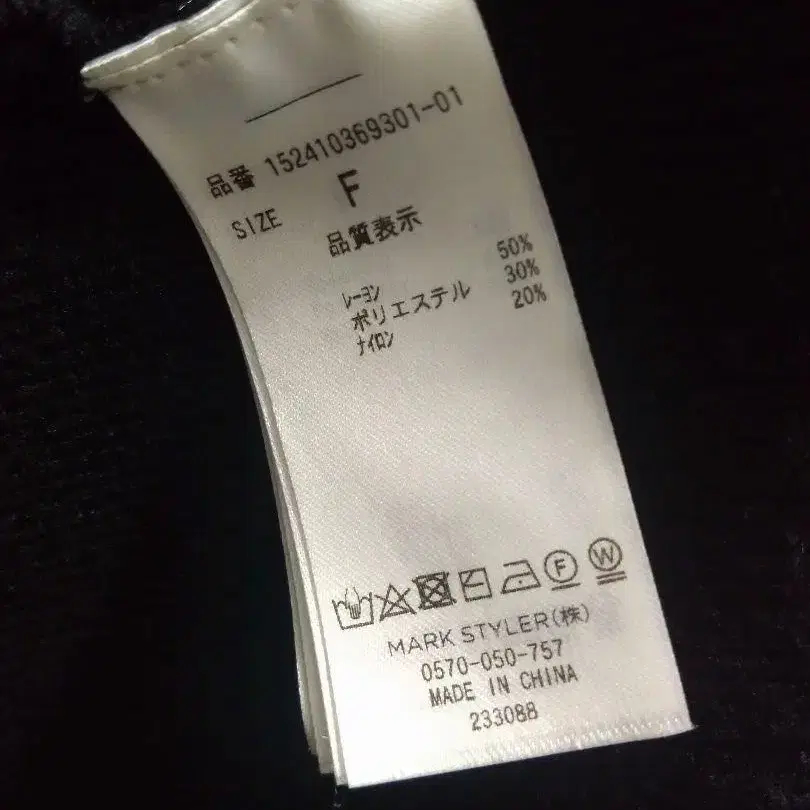 品番 152410369301-01
SIZE F
品質表示
レーヨン 50%
ポリエステル 30%
ナイロン 20%
F W
MARK STYLER(株)
0570-050-757
MADE IN CHINA
233088